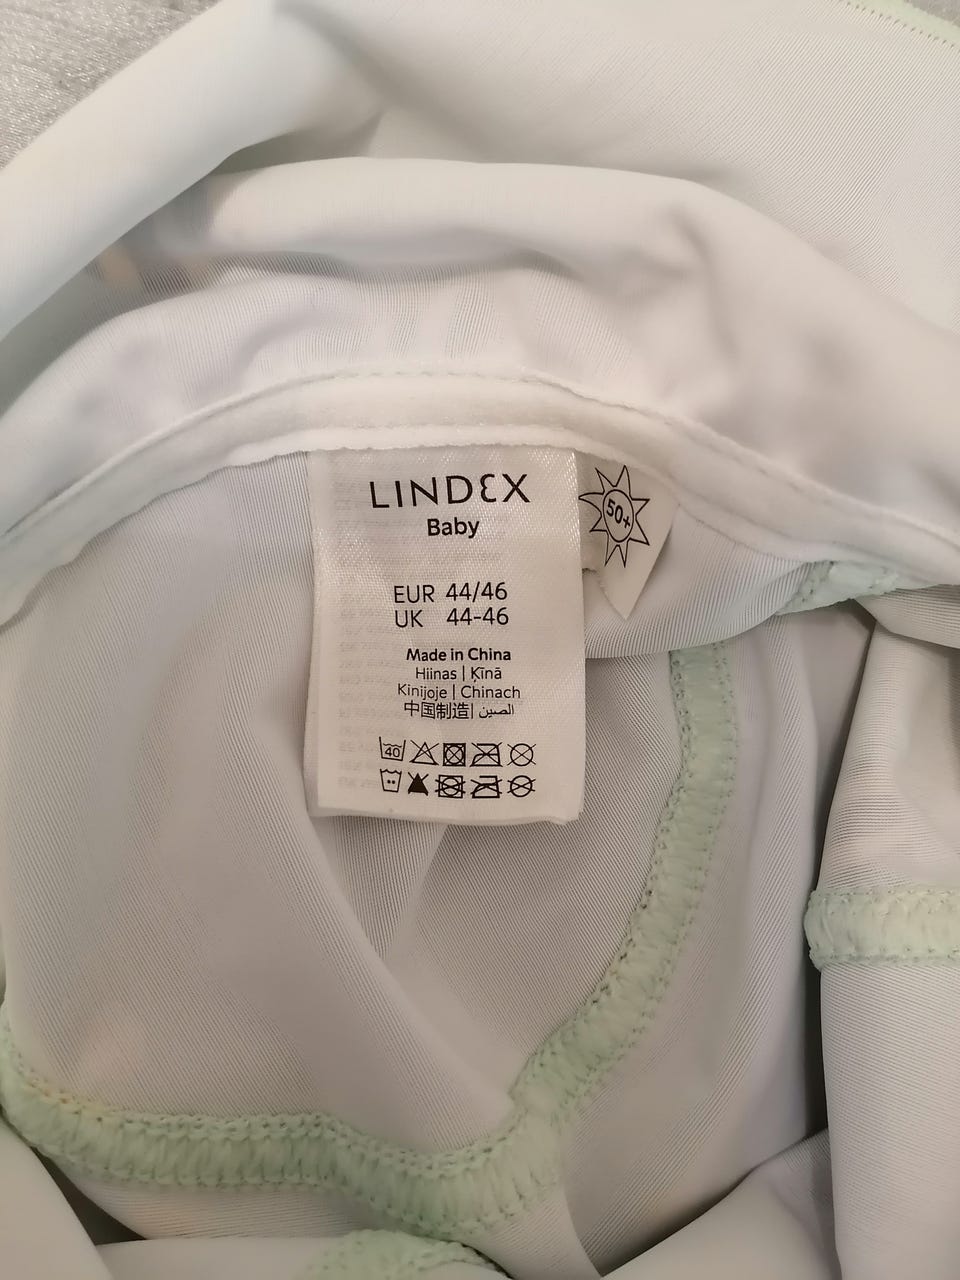 LINDEX
Baby
50+
EUR 44/46
UK 44-46
Made in China
Hiinas | Ķīnā
Kinijoje | Chinach
中国制造| الصين
40